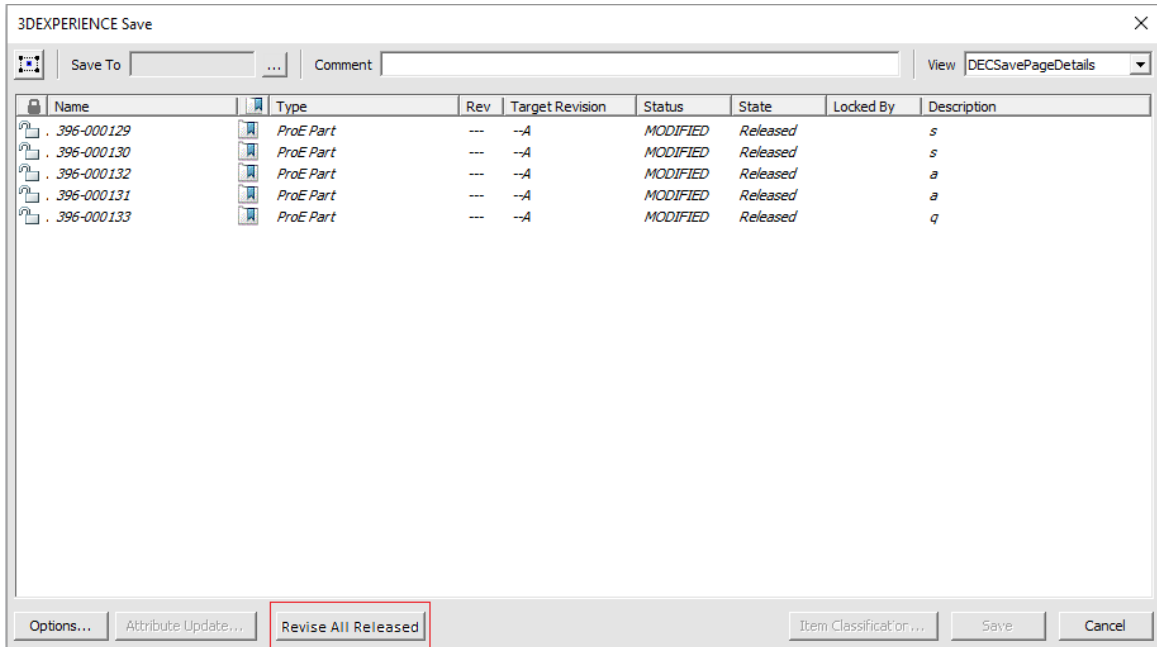 3DEXPERIENCE Save
Save To ... Comment View DECSavePageDetails
Name Type Rev Target Revision Status State Locked By Description
. 396-000129 ProE Part --- --A MODIFIED Released s
. 396-000130 ProE Part --- --A MODIFIED Released s
. 396-000132 ProE Part --- --A MODIFIED Released a
. 396-000131 ProE Part --- --A MODIFIED Released a
. 396-000133 ProE Part --- --A MODIFIED Released q
Options... Attribute Update... Revise All Released Item Classification... Save Cancel